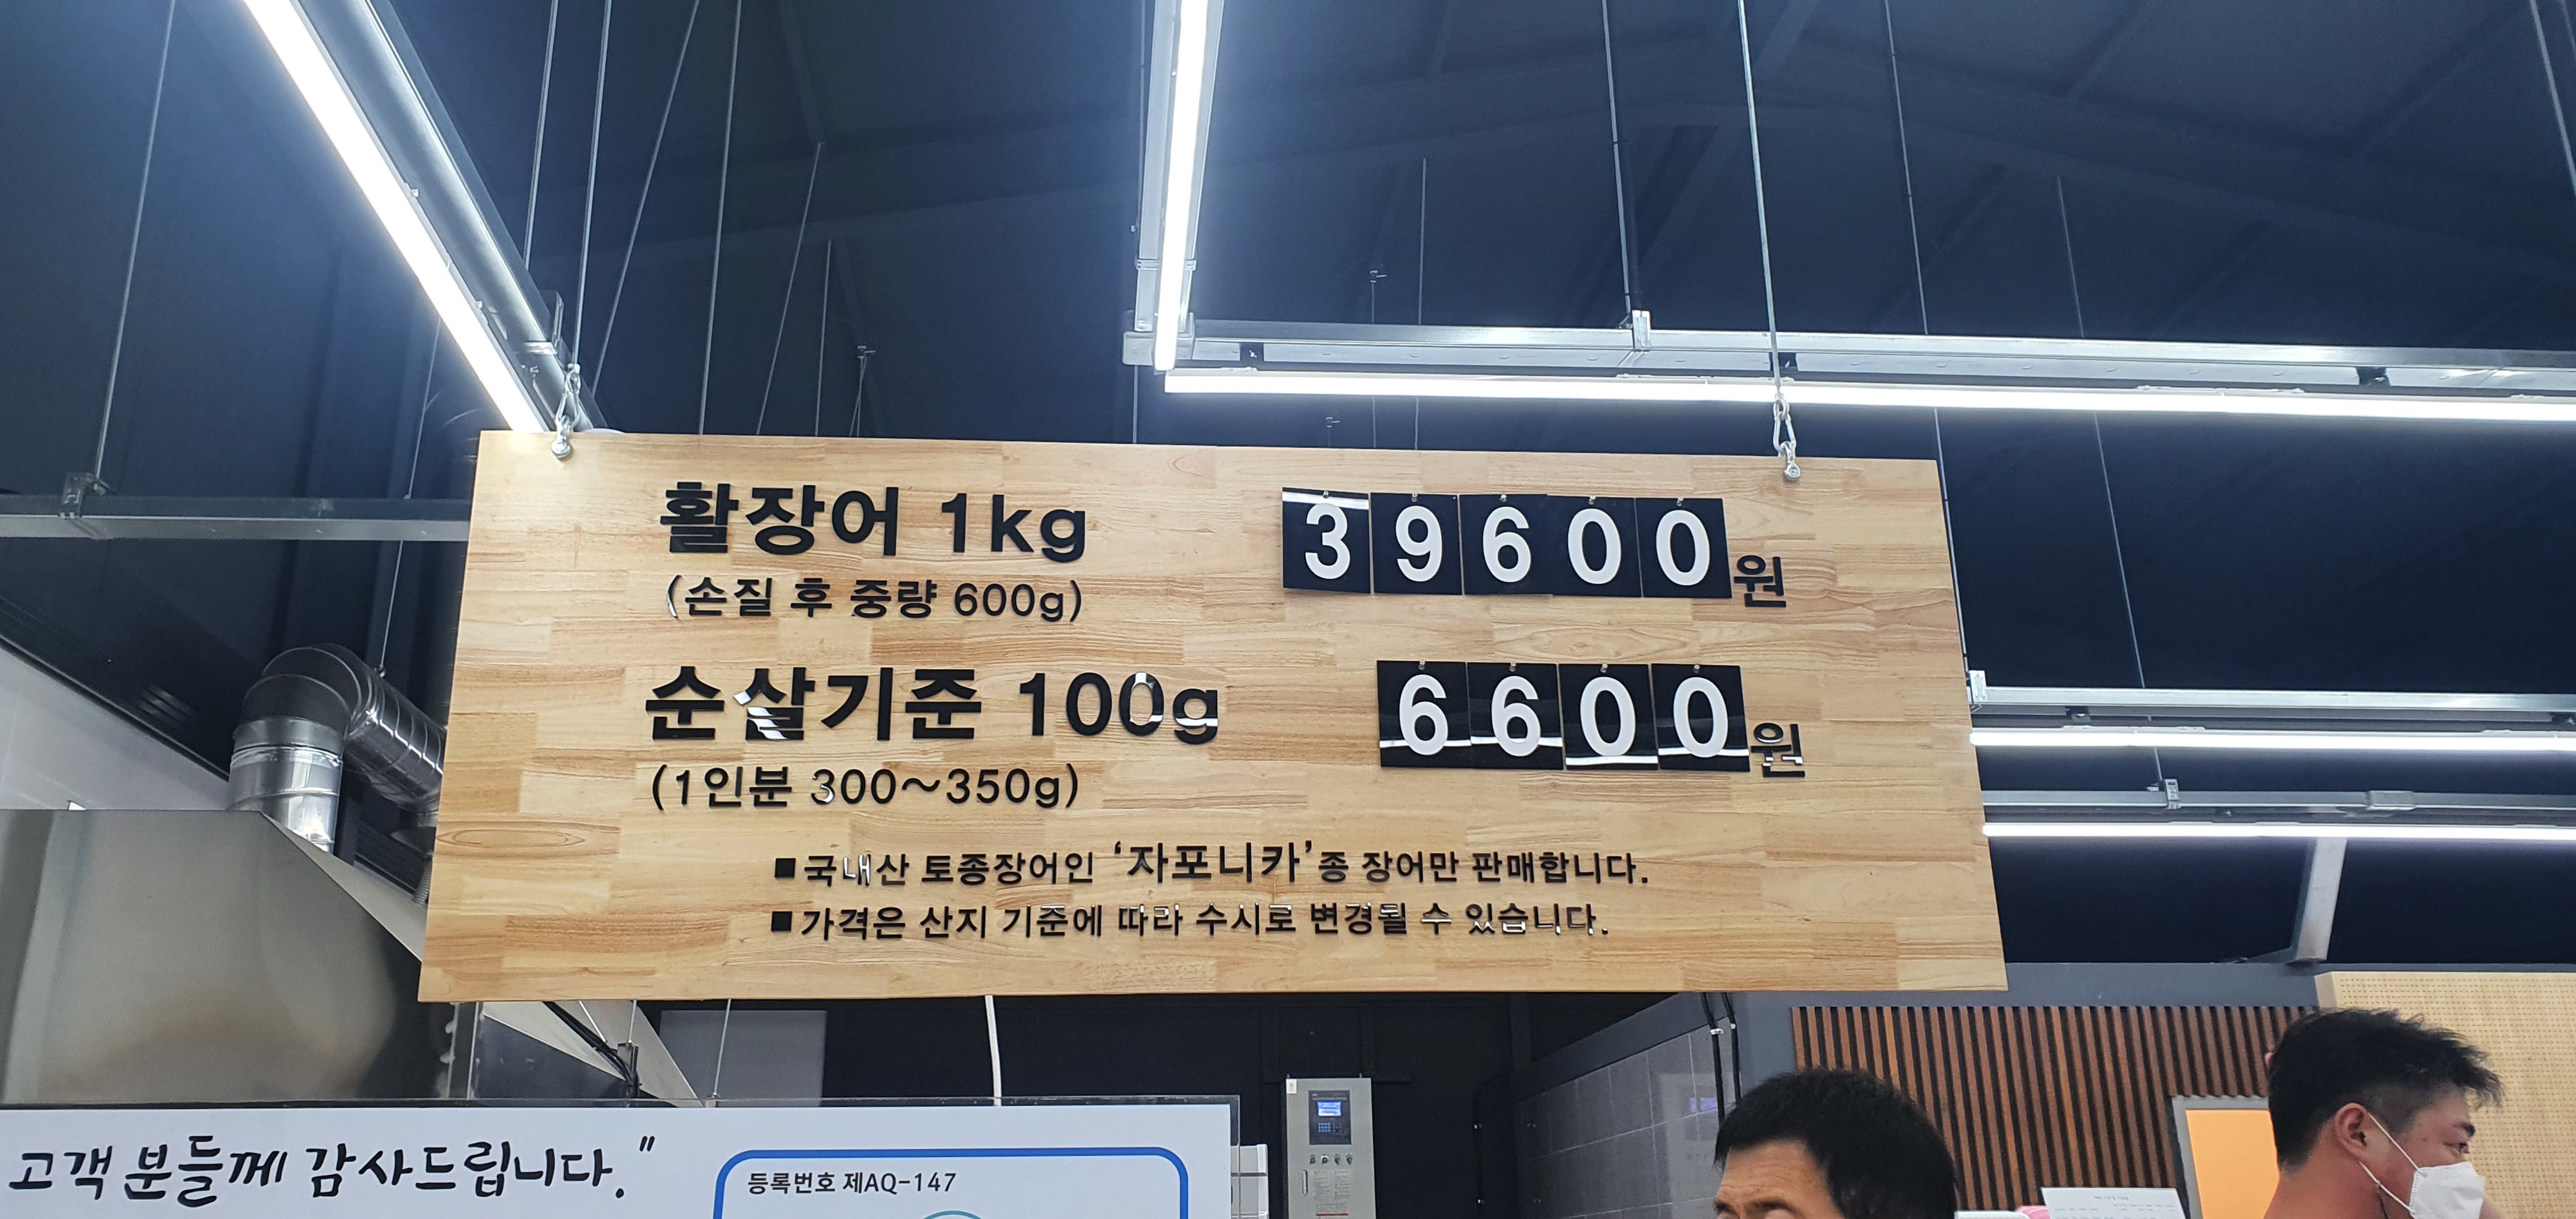 활장어 1kg 39600원
(손질 후 중량 600g)
순살기준 100g 6600원
(1인분 300~350g)
■국내산 토종장어인 ‘자포니카’종 장어만 판매합니다.
■가격은 산지 기준에 따라 수시로 변경될 수 있습니다.
고객 분들께 감사드립니다."
등록번호 제AQ-147